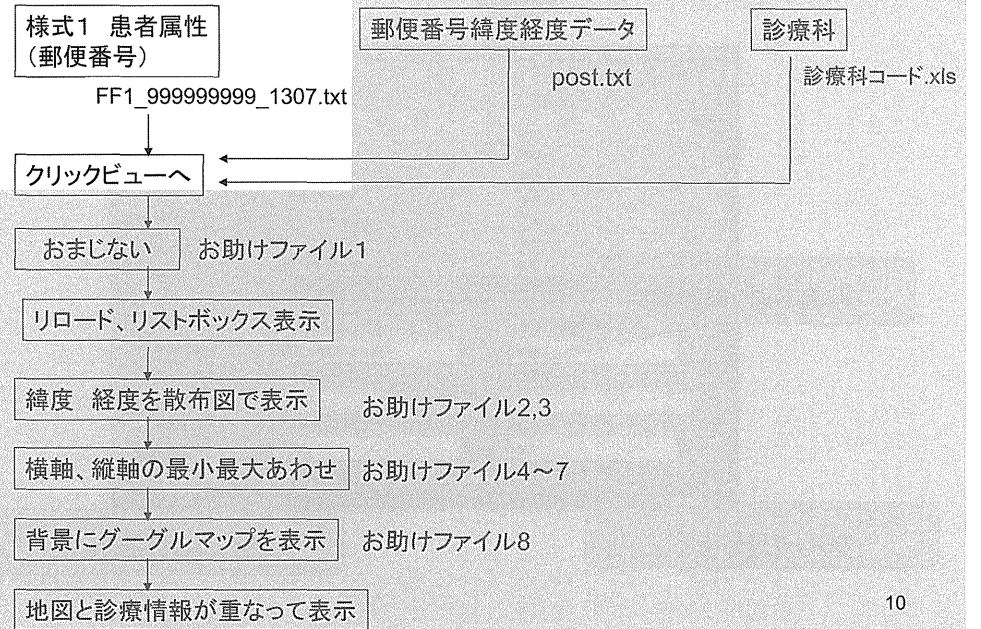 様式1　患者属性
（郵便番号）
郵便番号緯度経度データ
診療科
FF1_999999999_1307.txt
post.txt
診療科コード.xls
クリックビューへ
おまじない
お助けファイル1
リロード、リストボックス表示
緯度　経度を散布図で表示
お助けファイル2,3
横軸、縦軸の最小最大あわせ
お助けファイル4～7
背景にグーグルマップを表示
お助けファイル8
地図と診療情報が重なって表示
10